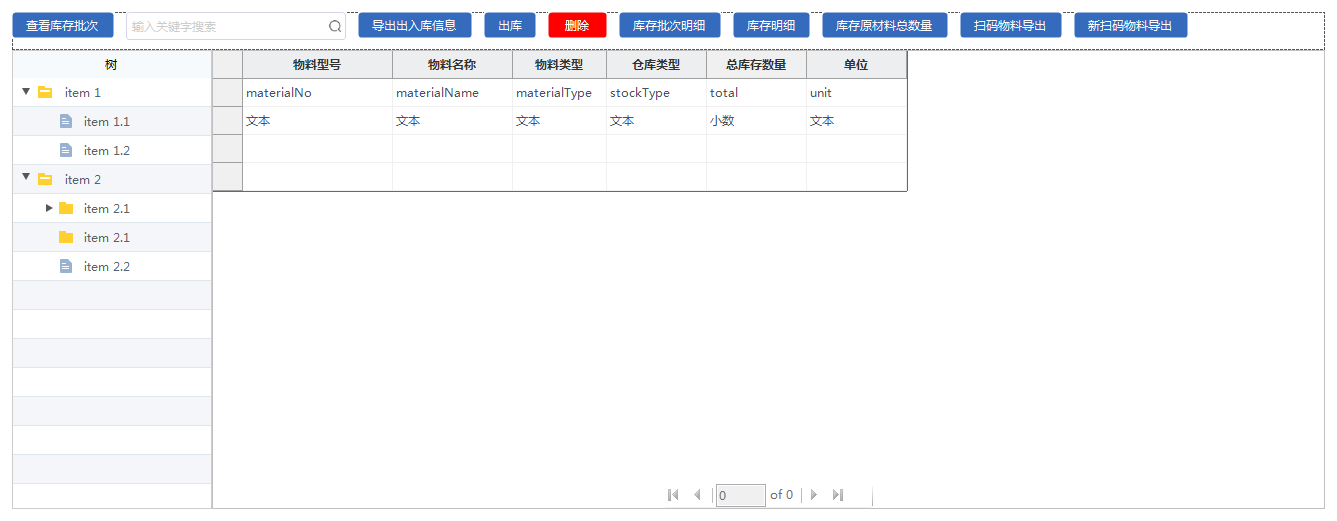 查看库存批次 输入关键字搜索 导出出入库信息 出库 删除 库存批次明细 库存明细 库存原材料总数量 扫码物料导出 新扫码物料导出
树 物料型号 物料名称 物料类型 仓库类型 总库存数量 单位
item 1 materialNo materialName materialType stockType total unit
item 1.1 文本 文本 文本 文本 小数 文本
item 1.2
item 2
item 2.1
item 2.1
item 2.2
0 of 0